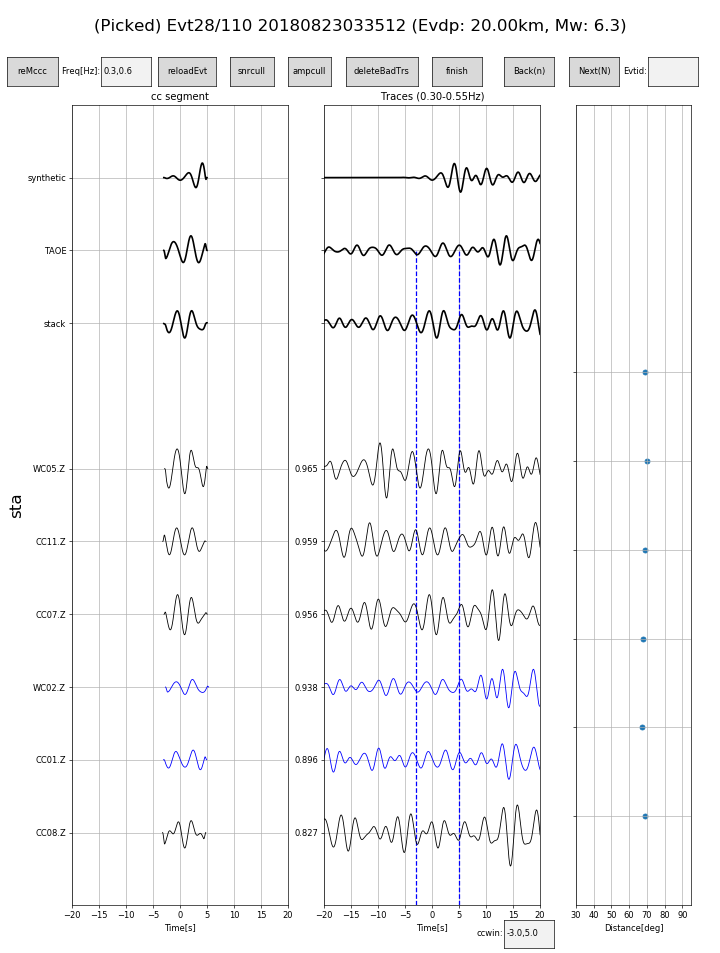 (Picked) Evt28/110 20180823033512 (Evdp: 20.00km, Mw: 6.3)
reMccc Freq[Hz]: 0.3,0.6 reloadEvt snrcull ampcull deleteBadTrs finish Back(n) Next(N) Evtid:
cc segment Traces (0.30-0.55Hz)
synthetic
TAOE
stack
WC05.Z 0.965
CC11.Z 0.959
CC07.Z 0.956
WC02.Z 0.938
CC01.Z 0.896
CC08.Z 0.827
sta
−20 −15 −10 −5 0 5 10 15 20 −20 −15 −10 −5 0 5 10 15 20 30 40 50 60 70 80 90
Time[s] Time[s] Distance[deg]
ccwin: -3.0,5.0